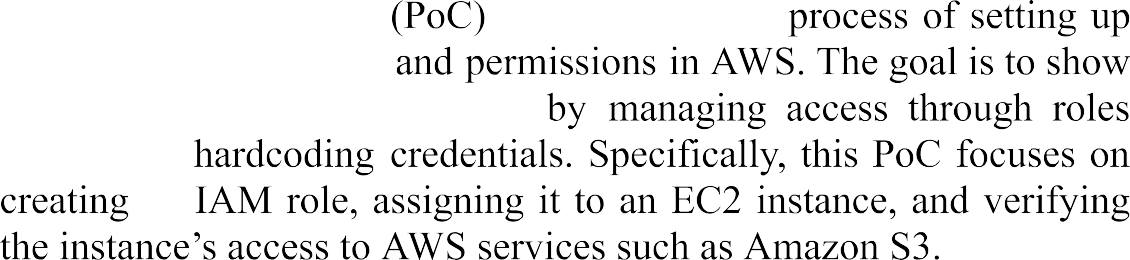 (PoC) process of setting up
and permissions in AWS. The goal is to show
by managing access through roles
hardcoding credentials. Specifically, this PoC focuses on
creating IAM role, assigning it to an EC2 instance, and verifying
the instance's access to AWS services such as Amazon S3.